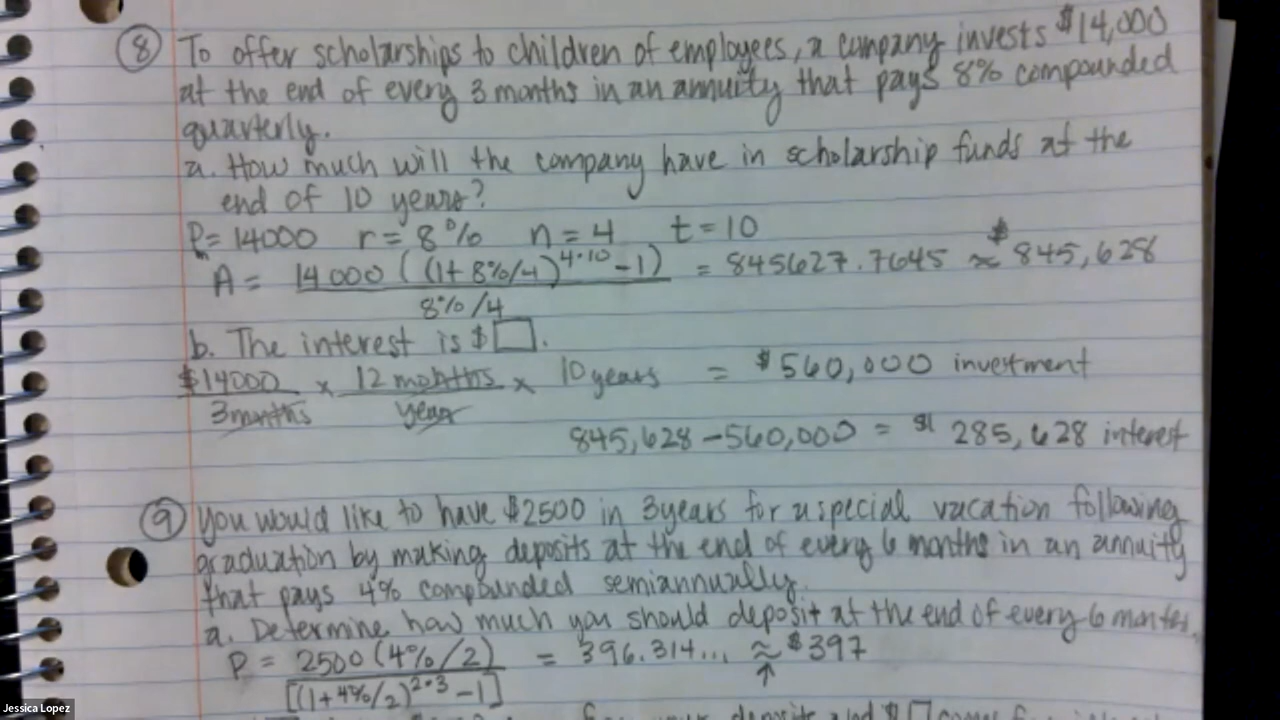 ⑧ To offer scholarships to children of employees, a company invests $14,000
at the end of every 3 months in an annuity that pays 8% compounded
quarterly.
a. How much will the company have in scholarship funds at the
end of 10 years?
P = 14000 r = 8% n = 4 t = 10
A = 14000 ((1+8%/4)^4·10 -1) / 8%/4 = 845627.7645 ≈ $845,628
b. The interest is $□.
$14000 / 3 months x 12 months / year x 10 years = $560,000 investment
845,628 - 560,000 = $285,628 interest
⑨ You would like to have $2500 in 3 years for a special vacation following
graduation by making deposits at the end of every 6 months in an annuity
that pays 4% compounded semiannually.
a. Determine how much you should deposit at the end of every 6 months.
P = 2500 (4%/2) / [(1+4%/2)^2·3 -1] = 396.314... ≈ $397
↑
deposit and $□ comes from interest
Jessica Lopez